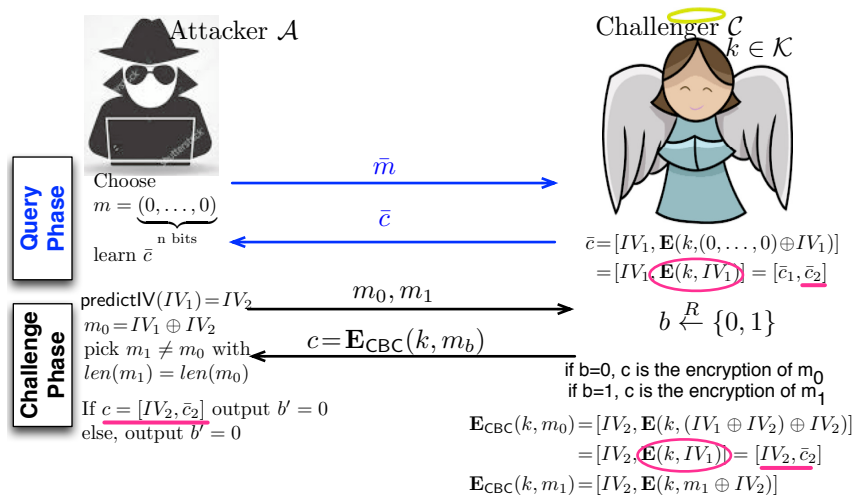 Attacker 𝒜
Challenger 𝒞
k ∈ 𝒦
shutterstock
Query
Phase
Choose
m = (0, . . . , 0)
n bits
learn c̄
m̄
c̄
c̄=[IV₁, E(k,(0, . . . , 0)⊕IV₁)]
=[IV₁, E(k, IV₁)] = [c̄₁, c̄₂]
Challenge
Phase
predictIV(IV₁)=IV₂
m₀=IV₁ ⊕ IV₂
pick m₁ ≠ m₀ with
len(m₁) = len(m₀)
If c = [IV₂, c̄₂] output b′ = 0
else, output b′ = 0
m₀, m₁
c=E_CBC(k, m_b)
b ←R {0, 1}
if b=0, c is the encryption of m₀
if b=1, c is the encryption of m₁
E_CBC(k, m₀)=[IV₂, E(k, (IV₁ ⊕ IV₂) ⊕ IV₂)]
=[IV₂, E(k, IV₁)] = [IV₂, c̄₂]
E_CBC(k, m₁)=[IV₂, E(k, m₁ ⊕ IV₂)]